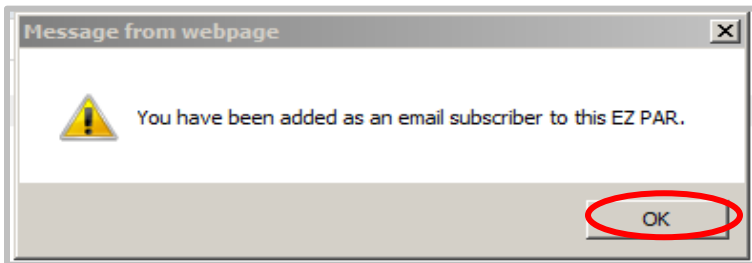 Message from webpage
You have been added as an email subscriber to this EZ PAR.
OK